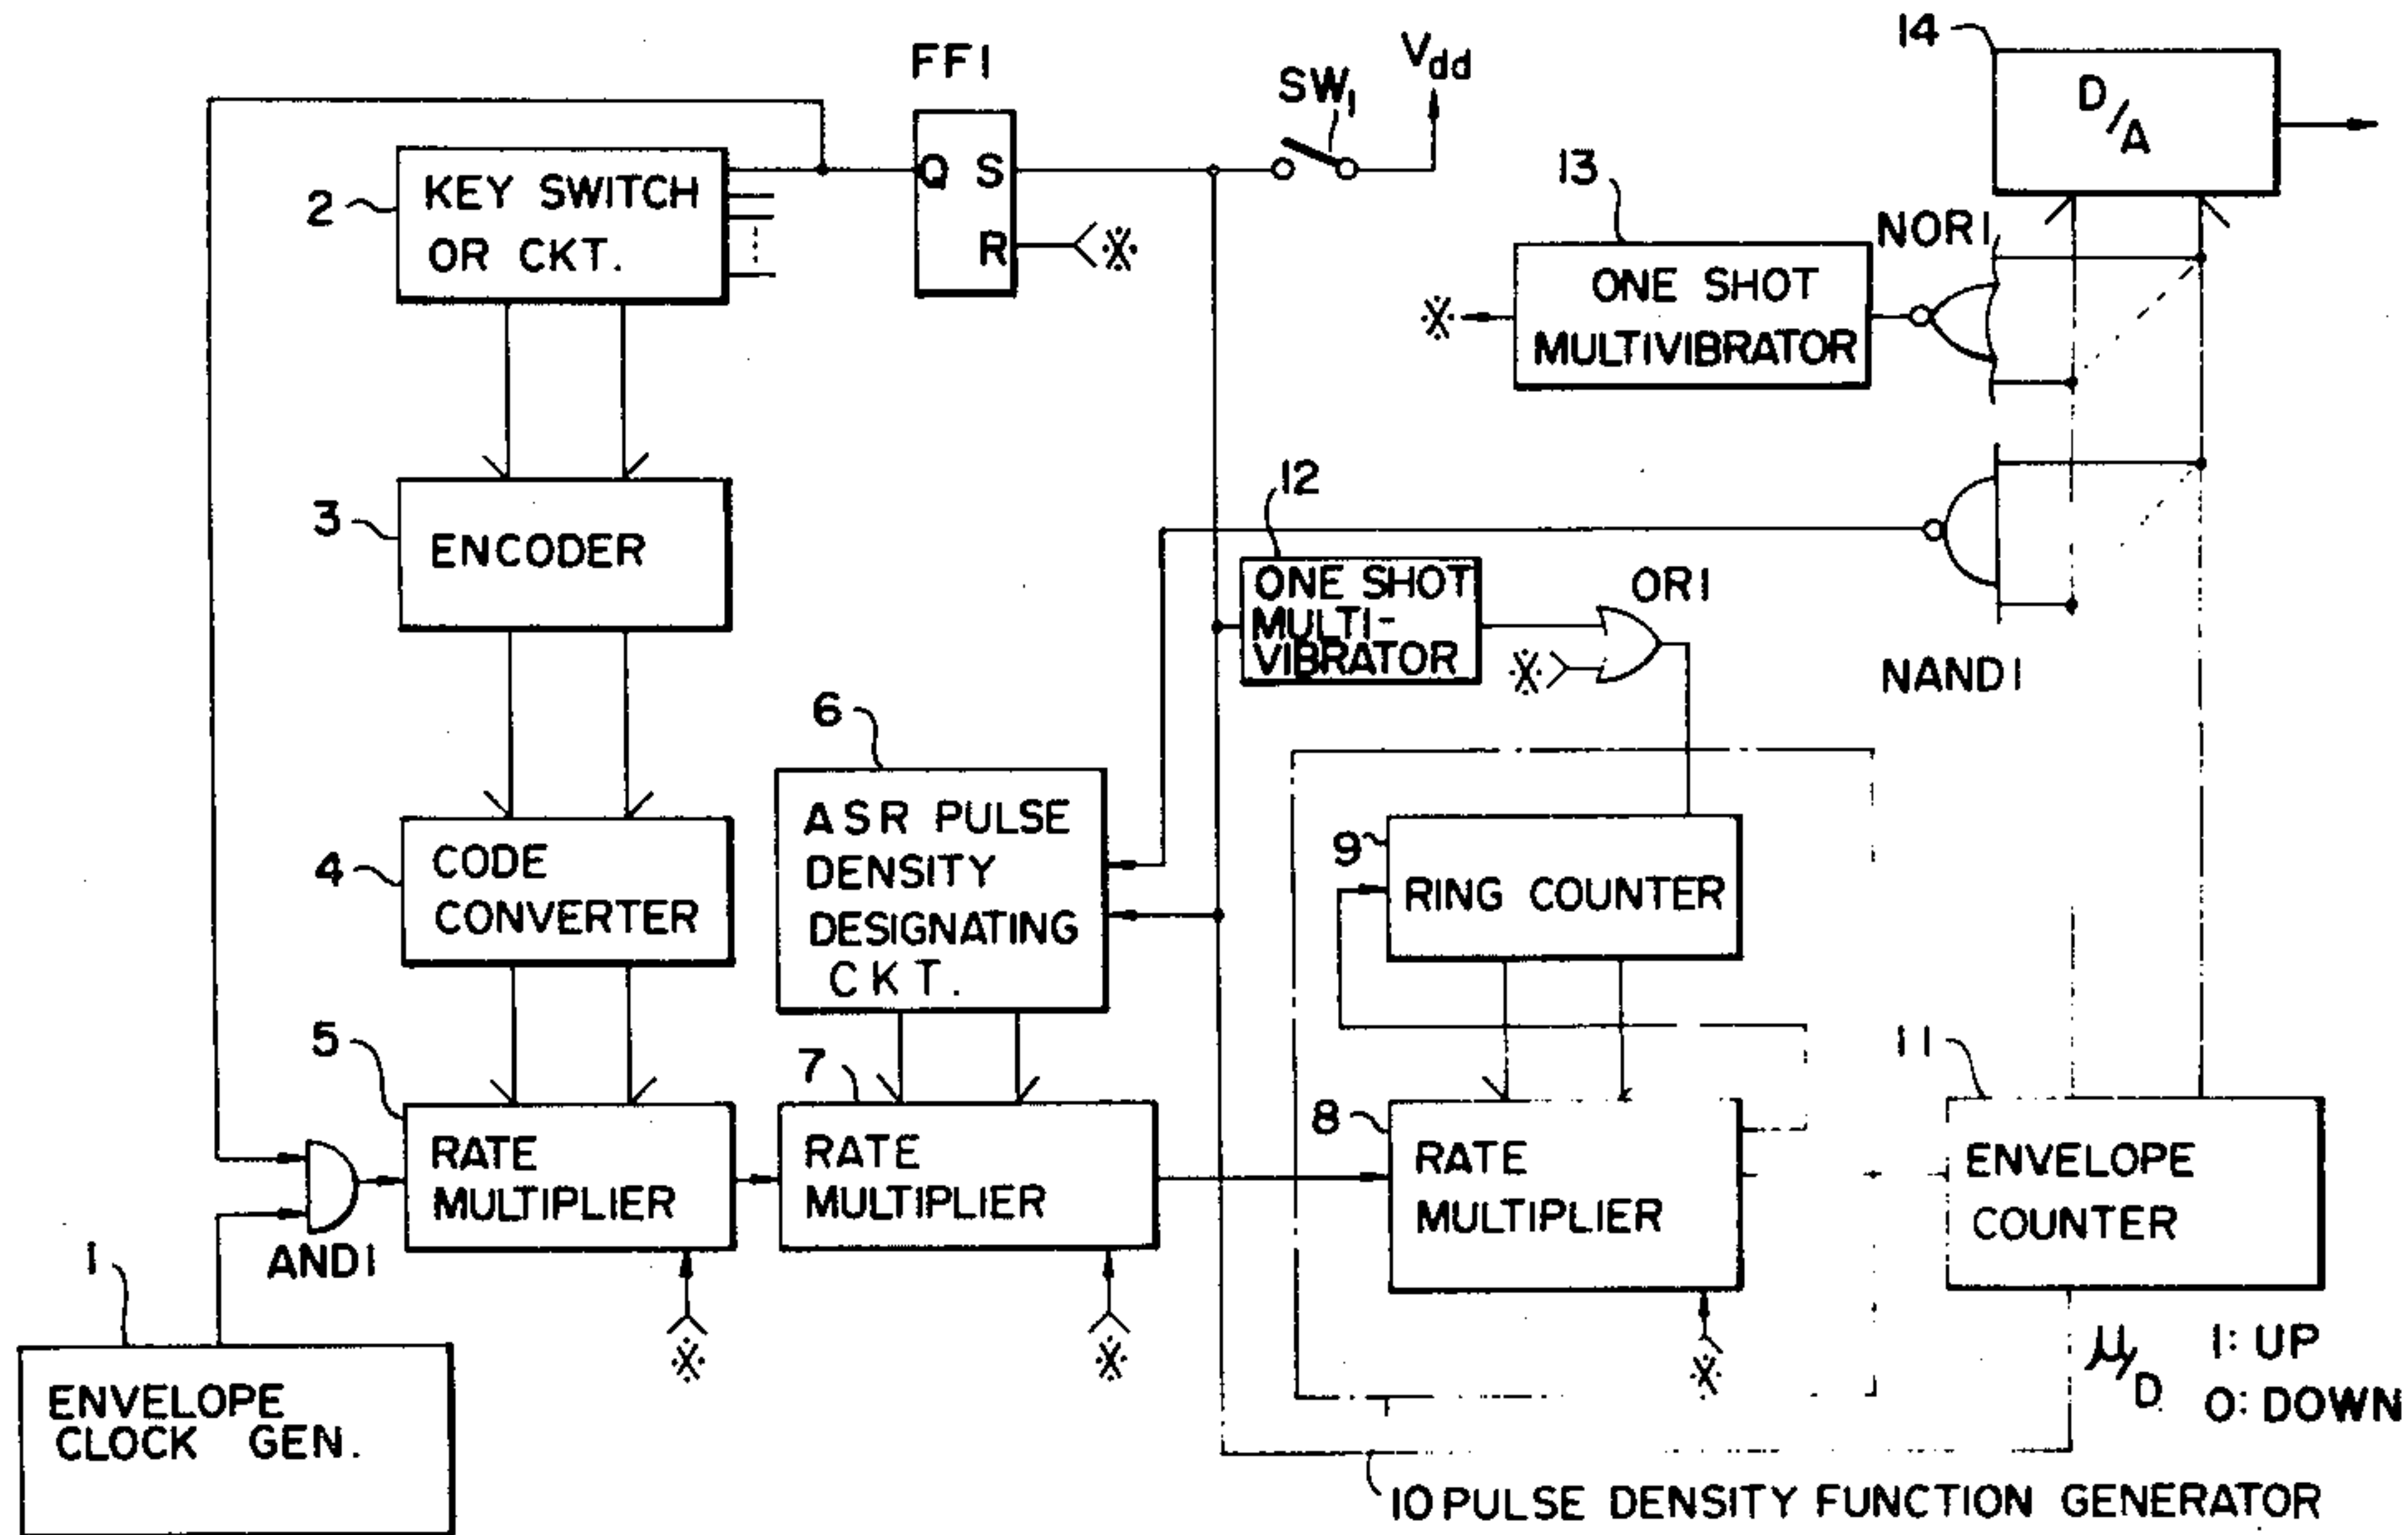 FF1
SW1
Vdd
14
D/A
2
KEY SWITCH
OR CKT.
Q S
R
※
13
NOR1
ONE SHOT
MULTIVIBRATOR
※
3
ENCODER
12
ONE SHOT
MULTI-
VIBRATOR
OR1
※
NAND1
6
ASR PULSE
DENSITY
DESIGNATING
CKT.
4
CODE
CONVERTER
9
RING COUNTER
5
RATE
MULTIPLIER
7
RATE
MULTIPLIER
8
RATE
MULTIPLIER
11
ENVELOPE
COUNTER
AND1
※
※
※
μ/D
1: UP
0: DOWN
1
ENVELOPE
CLOCK GEN.
10 PULSE DENSITY FUNCTION GENERATOR